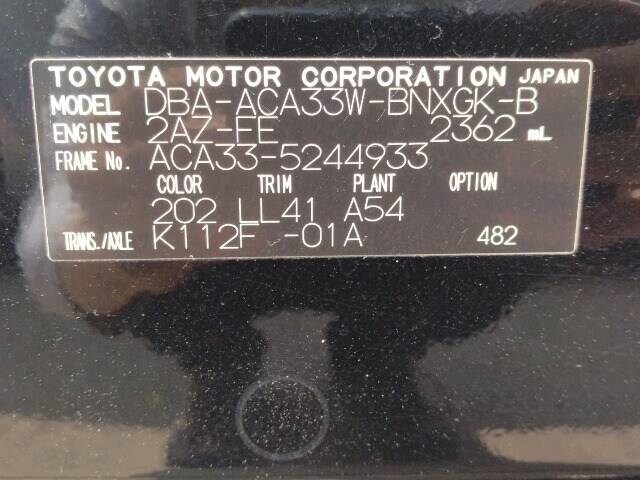 TOYOTA MOTOR CORPORATION JAPAN
MODEL DBA-ACA33W-BNXGK-B
ENGINE 2AZ-FE 2362 mL
FRAME No. ACA33-5244933
COLOR TRIM PLANT OPTION
202 LL41 A54
TRANS./AXLE K112F -01A 482